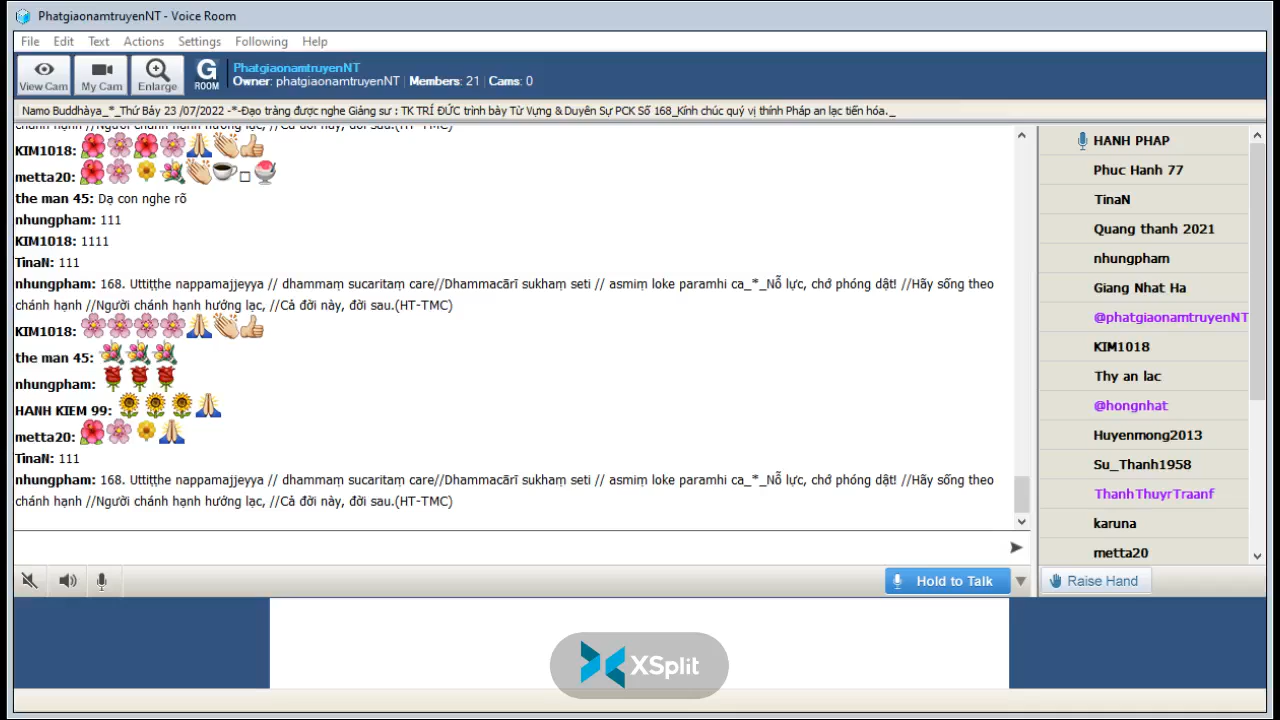 PhatgiaonamtruyenNT - Voice Room
File Edit Text Actions Settings Following Help
View Cam My Cam Enlarge G ROOM
PhatgiaonamtruyenNT
Owner: phatgiaonamtruyenNT | Members: 21 | Cams: 0
Namo Buddhàya_*_Thứ Bảy 23 /07/2022 -*-Đạo tràng được nghe Giảng sư : TK TRÍ ĐỨC trình bày Từ Vựng & Duyên Sự PCK Số 168_Kính chúc quý vị thính Pháp an lạc tiến hóa._
chánh hạnh //Người chánh hạnh hưởng lạc, //Cả đời này, đời sau.(HT-TMC)
KIM1018:
metta20:
the man 45: Dạ con nghe rõ
nhungpham: 111
KIM1018: 1111
TinaN: 111
nhungpham: 168. Uttiṭṭhe nappamajjeyya // dhammaṃ sucaritaṃ care//Dhammacārī sukhaṃ seti // asmiṃ loke paramhi ca_*_Nỗ lực, chớ phóng dật! //Hãy sống theo
chánh hạnh //Người chánh hạnh hưởng lạc, //Cả đời này, đời sau.(HT-TMC)
KIM1018:
the man 45:
nhungpham:
HANH KIEM 99:
metta20:
TinaN: 111
nhungpham: 168. Uttiṭṭhe nappamajjeyya // dhammaṃ sucaritaṃ care//Dhammacārī sukhaṃ seti // asmiṃ loke paramhi ca_*_Nỗ lực, chớ phóng dật! //Hãy sống theo
chánh hạnh //Người chánh hạnh hưởng lạc, //Cả đời này, đời sau.(HT-TMC)
Hold to Talk
HANH PHAP
Phuc Hanh 77
TinaN
Quang thanh 2021
nhungpham
Giang Nhat Ha
@phatgiaonamtruyenNT
KIM1018
Thy an lac
@hongnhat
Huyenmong2013
Su_Thanh1958
ThanhThuyrTraanf
karuna
metta20
Raise Hand
XSplit